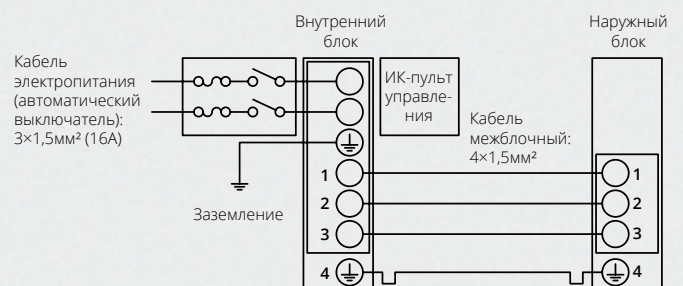 Внутренний
блок
Наружный
блок
Кабель
электропитания
(автоматический
выключатель):
3×1,5мм² (16А)
ИК-пульт
управле-
ния
Кабель
межблочный:
4×1,5мм²
Заземление
1
2
3
4
1
2
3
4